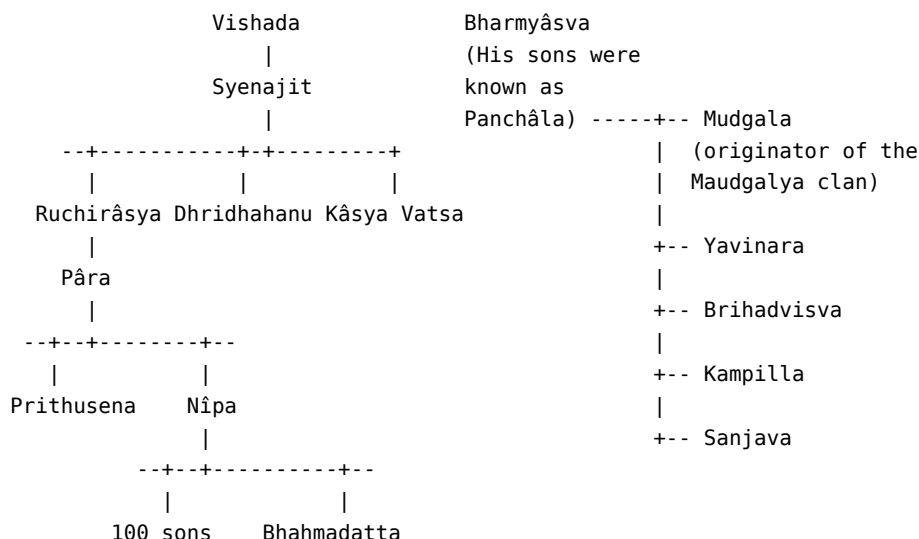 Vishada Bharmyâsva
| (His sons were
Syenajit known as
| Panchâla) -----+-- Mudgala
--+-----------+-+---------+ | (originator of the
| | | | Maudgalya clan)
Ruchirâsya Dhridhahanu Kâsya Vatsa |
| +-- Yavinara
Pâra |
| +-- Brihadvisva
--+--+--------+-- |
| | +-- Kampilla
Prithusena Nîpa |
| +-- Sanjava
--+--+----------+--
| |
100 sons Bhahmadatta